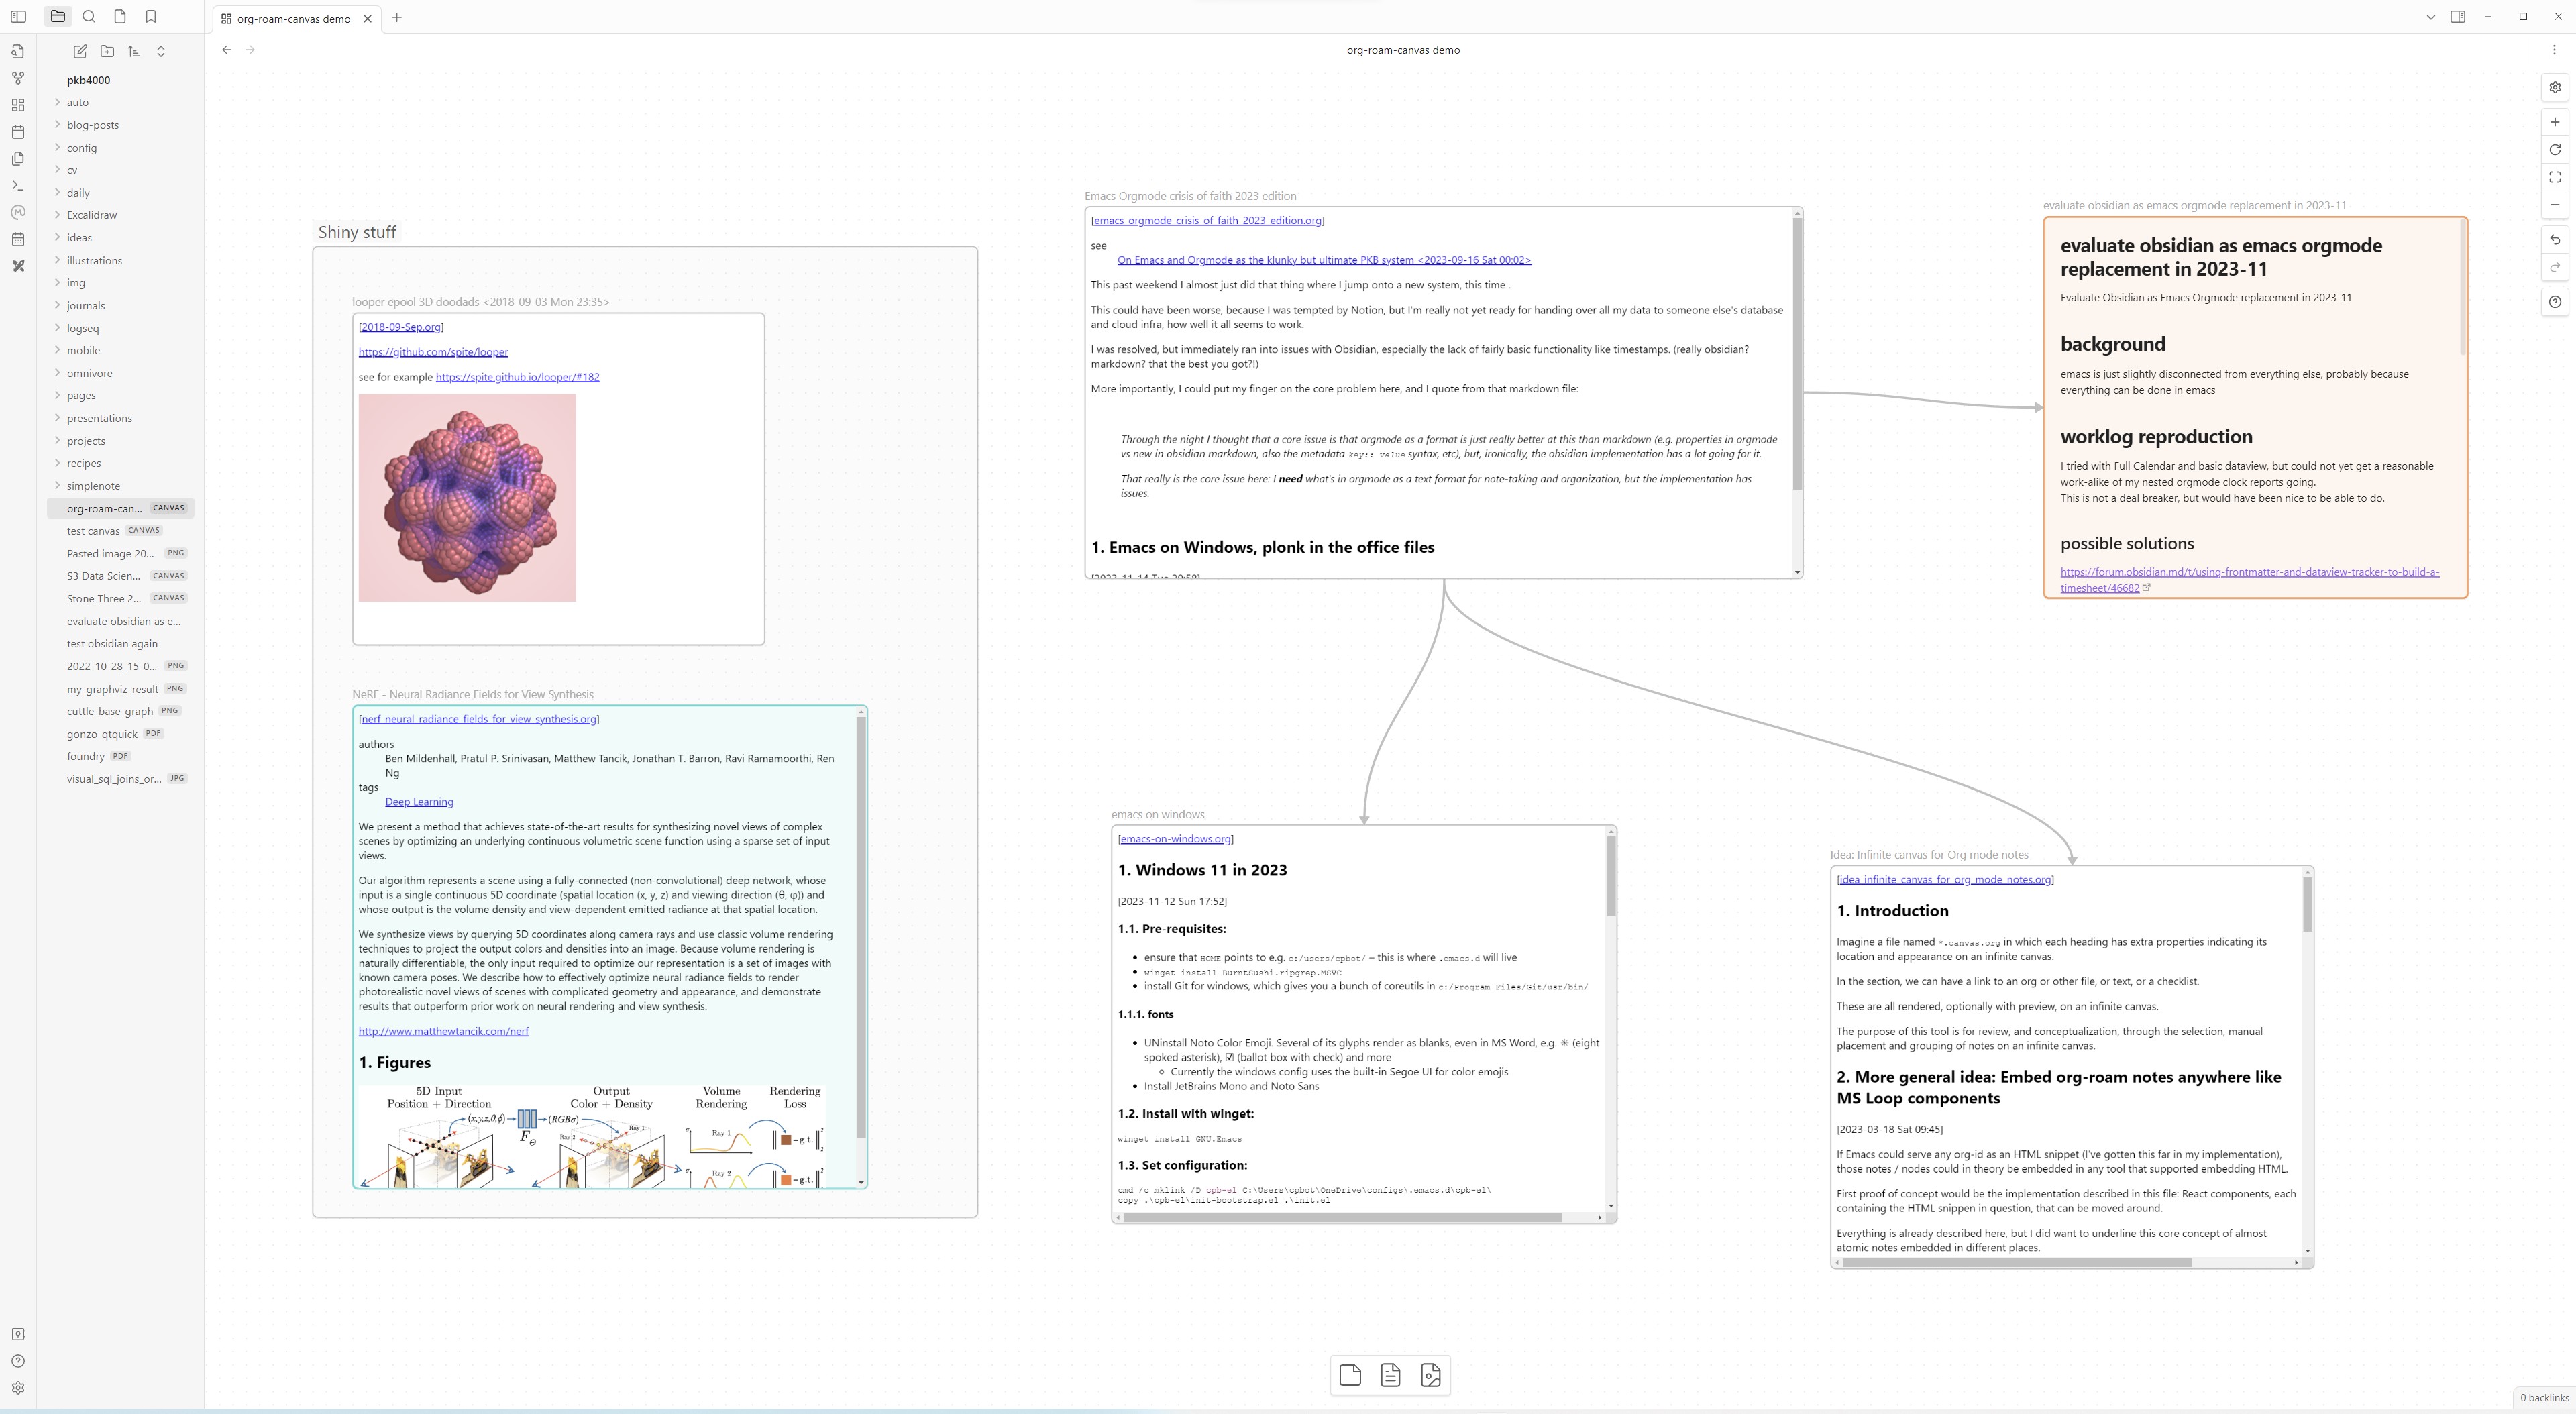 org-roam-canvas demo
org-roam-canvas demo
pkb4000
auto
blog-posts
config
cv
daily
Excalidraw
ideas
illustrations
img
journals
logseq
mobile
omnivore
pages
presentations
projects
recipes
simplenote
org-roam-can... CANVAS
test canvas CANVAS
Pasted image 20... PNG
S3 Data Scien... CANVAS
Stone Three 2... CANVAS
evaluate obsidian as e...
test obsidian again
2022-10-28_15-0... PNG
my_graphviz_result PNG
cuttle-base-graph PNG
gonzo-qtquick PDF
foundry PDF
visual_sql_joins_or... JPG
Shiny stuff
looper epool 3D doodads <2018-09-03 Mon 23:35>
[2018-09-Sep.org]
https://github.com/spite/looper
see for example https://spite.github.io/looper/#182
NeRF - Neural Radiance Fields for View Synthesis
[nerf_neural_radiance_fields_for_view_synthesis.org]
authors
Ben Mildenhall, Pratul P. Srinivasan, Matthew Tancik, Jonathan T. Barron, Ravi Ramamoorthi, Ren
Ng
tags
Deep Learning
We present a method that achieves state-of-the-art results for synthesizing novel views of complex
scenes by optimizing an underlying continuous volumetric scene function using a sparse set of input
views.
Our algorithm represents a scene using a fully-connected (non-convolutional) deep network, whose
input is a single continuous 5D coordinate (spatial location (x, y, z) and viewing direction (θ, φ)) and
whose output is the volume density and view-dependent emitted radiance at that spatial location.
We synthesize views by querying 5D coordinates along camera rays and use classic volume rendering
techniques to project the output colors and densities into an image. Because volume rendering is
naturally differentiable, the only input required to optimize our representation is a set of images with
known camera poses. We describe how to effectively optimize neural radiance fields to render
photorealistic novel views of scenes with complicated geometry and appearance, and demonstrate
results that outperform prior work on neural rendering and view synthesis.
http://www.matthewtancik.com/nerf
1. Figures
5D Input Output Volume Rendering
Position + Direction Color + Density Rendering Loss
(x,y,z,θ,ϕ) (RGBσ)
F_Θ
Ray 1
Ray 2
Ray 1
σ
- g.t.
2
2
Ray 2
σ
- g.t.
2
2
Emacs Orgmode crisis of faith 2023 edition
[emacs_orgmode_crisis_of_faith_2023_edition.org]
see
On Emacs and Orgmode as the klunky but ultimate PKB system <2023-09-16 Sat 00:02>
This past weekend I almost just did that thing where I jump onto a new system, this time .
This could have been worse, because I was tempted by Notion, but I'm really not yet ready for handing over all my data to someone else's database
and cloud infra, how well it all seems to work.
I was resolved, but immediately ran into issues with Obsidian, especially the lack of fairly basic functionality like timestamps. (really obsidian?
markdown? that the best you got?!)
More importantly, I could put my finger on the core problem here, and I quote from that markdown file:
Through the night I thought that a core issue is that orgmode as a format is just really better at this than markdown (e.g. properties in orgmode
vs new in obsidian markdown, also the metadata key:: value syntax, etc), but, ironically, the obsidian implementation has a lot going for it.
That really is the core issue here: I need what's in orgmode as a text format for note-taking and organization, but the implementation has
issues.
1. Emacs on Windows, plonk in the office files
evaluate obsidian as emacs orgmode replacement in 2023-11
evaluate obsidian as emacs orgmode
replacement in 2023-11
Evaluate Obsidian as Emacs Orgmode replacement in 2023-11
background
emacs is just slightly disconnected from everything else, probably because
everything can be done in emacs
worklog reproduction
I tried with Full Calendar and basic dataview, but could not yet get a reasonable
work-alike of my nested orgmode clock reports going.
This is not a deal breaker, but would have been nice to be able to do.
possible solutions
https://forum.obsidian.md/t/using-frontmatter-and-dataview-tracker-to-build-a-
timesheet/46682
emacs on windows
[emacs-on-windows.org]
1. Windows 11 in 2023
[2023-11-12 Sun 17:52]
1.1. Pre-requisites:
• ensure that HOME points to e.g. c:/users/cpbot/ – this is where .emacs.d will live
• winget install BurntSushi.ripgrep.MSVC
• install Git for windows, which gives you a bunch of coreutils in c:/Program Files/Git/usr/bin/
1.1.1. fonts
• UNinstall Noto Color Emoji. Several of its glyphs render as blanks, even in MS Word, e.g. ✳ (eight
spoked asterisk), ☑ (ballot box with check) and more
◦ Currently the windows config uses the built-in Segoe UI for color emojis
• Install JetBrains Mono and Noto Sans
1.2. Install with winget:
winget install GNU.Emacs
1.3. Set configuration:
cmd /c mklink /D cpb-el C:\Users\cpbot\OneDrive\configs\.emacs.d\cpb-el\
copy .\cpb-el\init-bootstrap.el .\init.el
Idea: Infinite canvas for Org mode notes
[idea_infinite_canvas_for_org_mode_notes.org]
1. Introduction
Imagine a file named *.canvas.org in which each heading has extra properties indicating its
location and appearance on an infinite canvas.
In the section, we can have a link to an org or other file, or text, or a checklist.
These are all rendered, optionally with preview, on an infinite canvas.
The purpose of this tool is for review, and conceptualization, through the selection, manual
placement and grouping of notes on an infinite canvas.
2. More general idea: Embed org-roam notes anywhere like
MS Loop components
[2023-03-18 Sat 09:45]
If Emacs could serve any org-id as an HTML snippet (I've gotten this far in my implementation),
those notes / nodes could in theory be embedded in any tool that supported embedding HTML.
First proof of concept would be the implementation described in this file: React components, each
containing the HTML snippen in question, that can be moved around.
Everything is already described here, but I did want to underline this core concept of almost
atomic notes embedded in different places.
0 backlinks